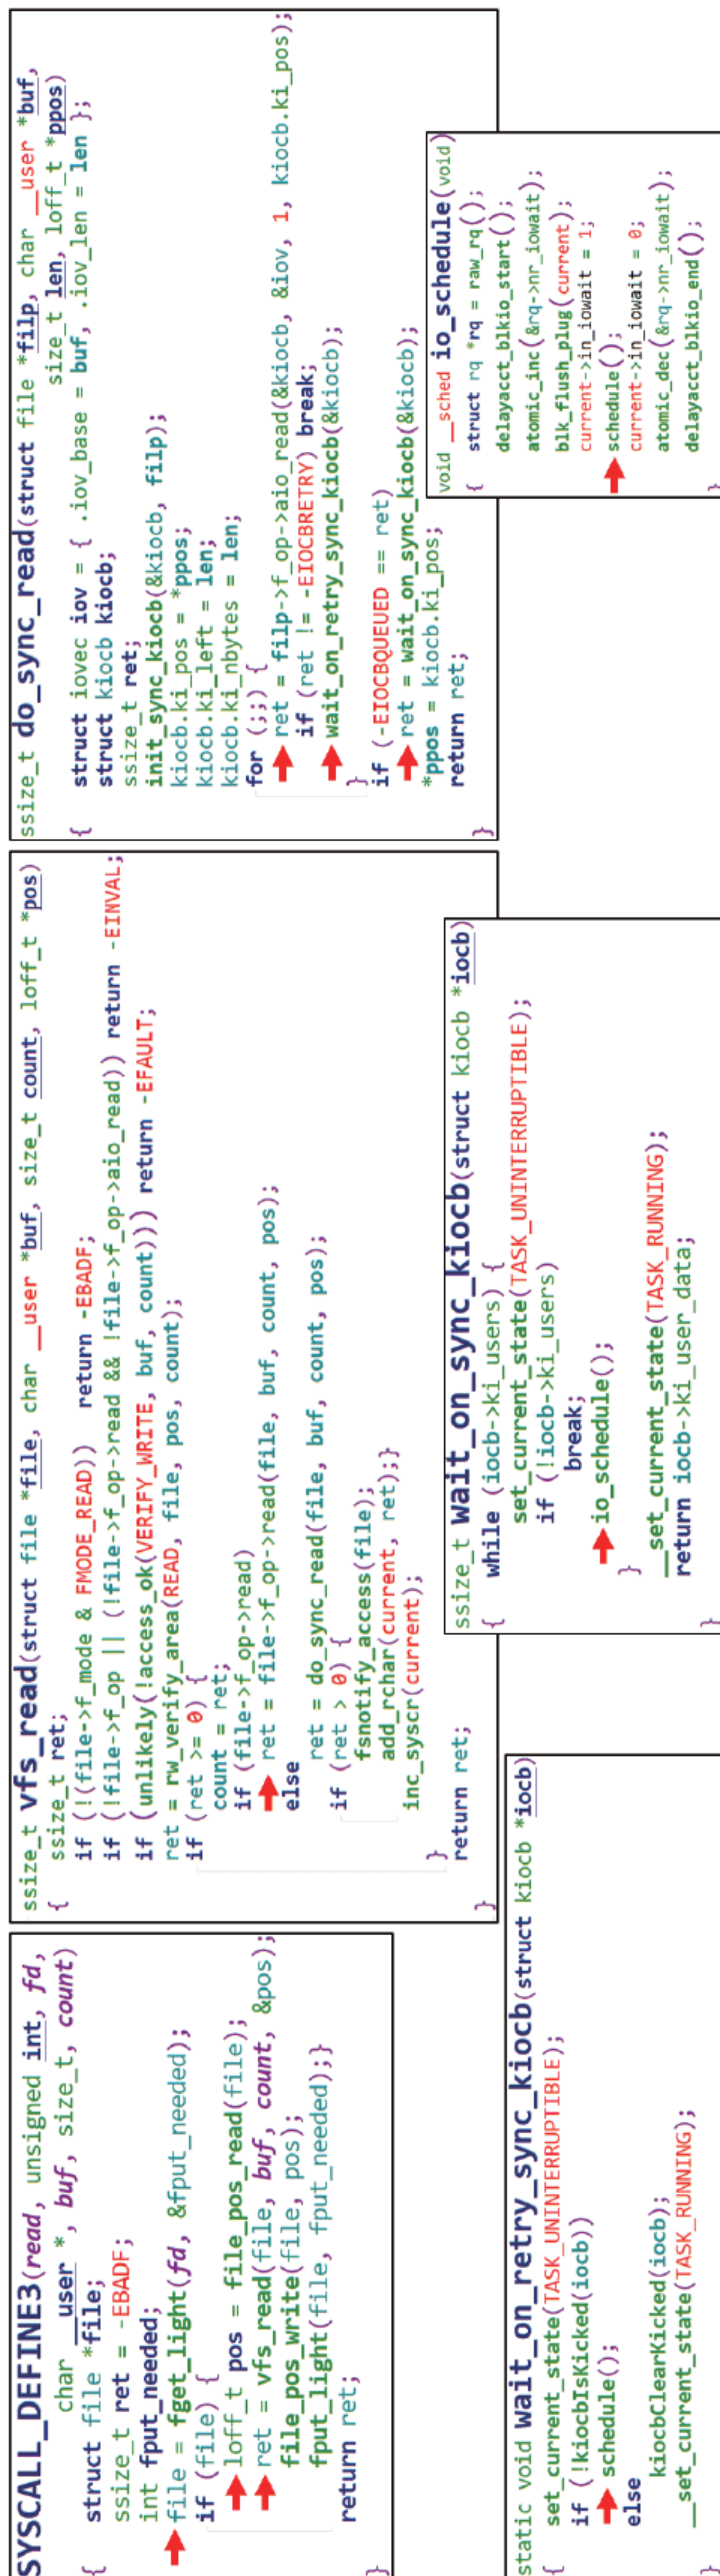 SYSCALL_DEFINE3(read, unsigned int, fd,
char __user *, buf, size_t, count)
{
struct file *file;
ssize_t ret = -EBADF;
int fput_needed;
file = fget_light(fd, &fput_needed);
if (file) {
loff_t pos = file_pos_read(file);
ret = vfs_read(file, buf, count, &pos);
file_pos_write(file, pos);
fput_light(file, fput_needed);}
return ret;
}
ssize_t vfs_read(struct file *file, char __user *buf, size_t count, loff_t *pos)
{
ssize_t ret;
if (!(file->f_mode & FMODE_READ)) return -EBADF;
if (!file->f_op || (!file->f_op->read && !file->f_op->aio_read)) return -EINVAL;
if (unlikely(!access_ok(VERIFY_WRITE, buf, count))) return -EFAULT;
ret = rw_verify_area(READ, file, pos, count);
if (ret >= 0) {
count = ret;
if (file->f_op->read)
ret = file->f_op->read(file, buf, count, pos);
else
ret = do_sync_read(file, buf, count, pos);
if (ret > 0) {
fsnotify_access(file);
add_rchar(current, ret);}
inc_syscr(current);
}
return ret;
}
ssize_t do_sync_read(struct file *filp, char __user *buf,
size_t len, loff_t *ppos)
{
struct iovec iov = { .iov_base = buf, .iov_len = len };
struct kiocb kiocb;
ssize_t ret;
init_sync_kiocb(&kiocb, filp);
kiocb.ki_pos = *ppos;
kiocb.ki_left = len;
kiocb.ki_nbytes = len;
for (;;) {
ret = filp->f_op->aio_read(&kiocb, &iov, 1, kiocb.ki_pos);
if (ret != -EIOCBRETRY) break;
wait_on_retry_sync_kiocb(&kiocb);
}
if (-EIOCBQUEUED == ret)
ret = wait_on_sync_kiocb(&kiocb);
*ppos = kiocb.ki_pos;
return ret;
}
static void wait_on_retry_sync_kiocb(struct kiocb *iocb)
{
set_current_state(TASK_UNINTERRUPTIBLE);
if (!kiocbIsKicked(iocb))
schedule();
else
kiocbClearKicked(iocb);
__set_current_state(TASK_RUNNING);
}
ssize_t wait_on_sync_kiocb(struct kiocb *iocb)
{
while (iocb->ki_users) {
set_current_state(TASK_UNINTERRUPTIBLE);
if (!iocb->ki_users)
break;
io_schedule();
}
__set_current_state(TASK_RUNNING);
return iocb->ki_user_data;
}
void __sched io_schedule(void)
{
struct rq *rq = raw_rq();
delayacct_blkio_start();
atomic_inc(&rq->nr_iowait);
blk_flush_plug(current);
current->in_iowait = 1;
schedule();
current->in_iowait = 0;
atomic_dec(&rq->nr_iowait);
delayacct_blkio_end();
}